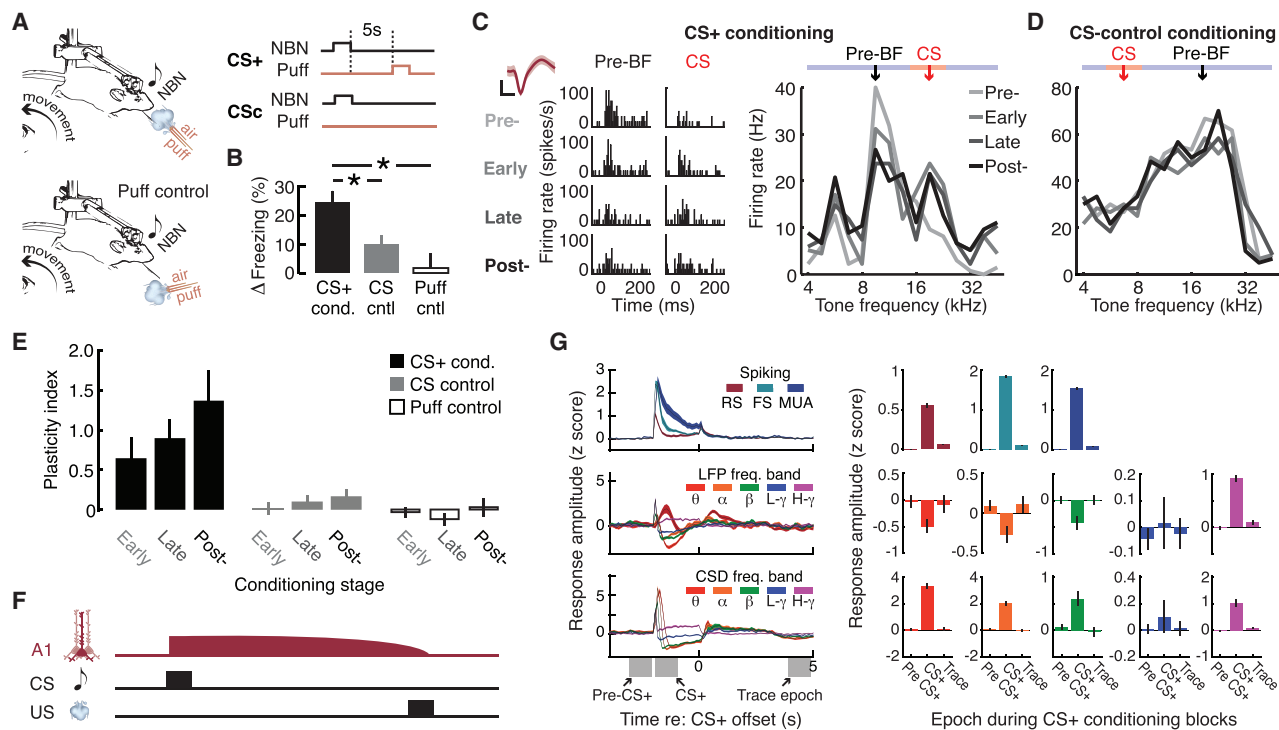 A
movement
NBN
air
puff
Puff control
movement
NBN
air
puff
5s
CS+
NBN
Puff
CSc
NBN
Puff
B
Δ Freezing (%)
30
20
10
0
*
*
CS+
cond.
CS
cntl
Puff
cntl
C
CS+ conditioning
Pre-BF
CS
Firing rate (spikes/s)
Pre-
100
0
Early
100
0
Late
100
0
Post-
100
0
0 200
0 200
Time (ms)
Pre-BF
CS
Firing rate (Hz)
40
30
20
10
0
4 8 16 32
Tone frequency (kHz)
Pre-
Early
Late
Post-
D
CS-control conditioning
CS
Pre-BF
80
60
40
20
0
4 8 16 32
Tone frequency (kHz)
E
Plasticity index
2.0
1.5
1.0
0.5
0
CS+ cond.
CS control
Puff control
Early
Late
Post-
Early
Late
Post-
Early
Late
Post-
Conditioning stage
F
A1
CS
US
G
Response amplitude (z score)
3
2
1
0
Spiking
RS FS MUA
5
0
LFP freq. band
θ α β L-γ H-γ
5
0
CSD freq. band
θ α β L-γ H-γ
0 5
Pre-CS+
CS+
Trace epoch
Time re: CS+ offset (s)
Response amplitude (z score)
1
0.5
0
2
1
0
2
1
0
0.5
0
-0.5
-1
0.5
0
-0.5
1
0
-1
0.2
0.1
0
-0.1
1
0
4
2
0
-2
4
2
0
-2
1
0
-1
0.4
0.2
0
-0.2
2
1
0
-1
Pre CS+
CS+
Trace
Pre CS+
CS+
Trace
Pre CS+
CS+
Trace
Pre CS+
CS+
Trace
Pre CS+
CS+
Trace
Epoch during CS+ conditioning blocks